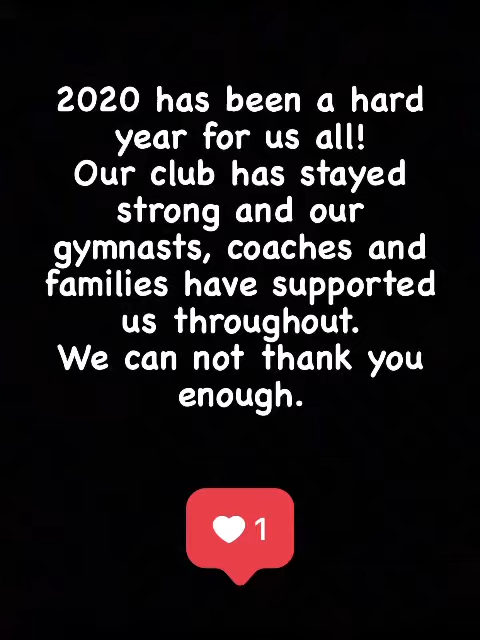 2020 has been a hard
year for us all!
Our club has stayed
strong and our
gymnasts, coaches and
families have supported
us throughout.
We can not thank you
enough.
1